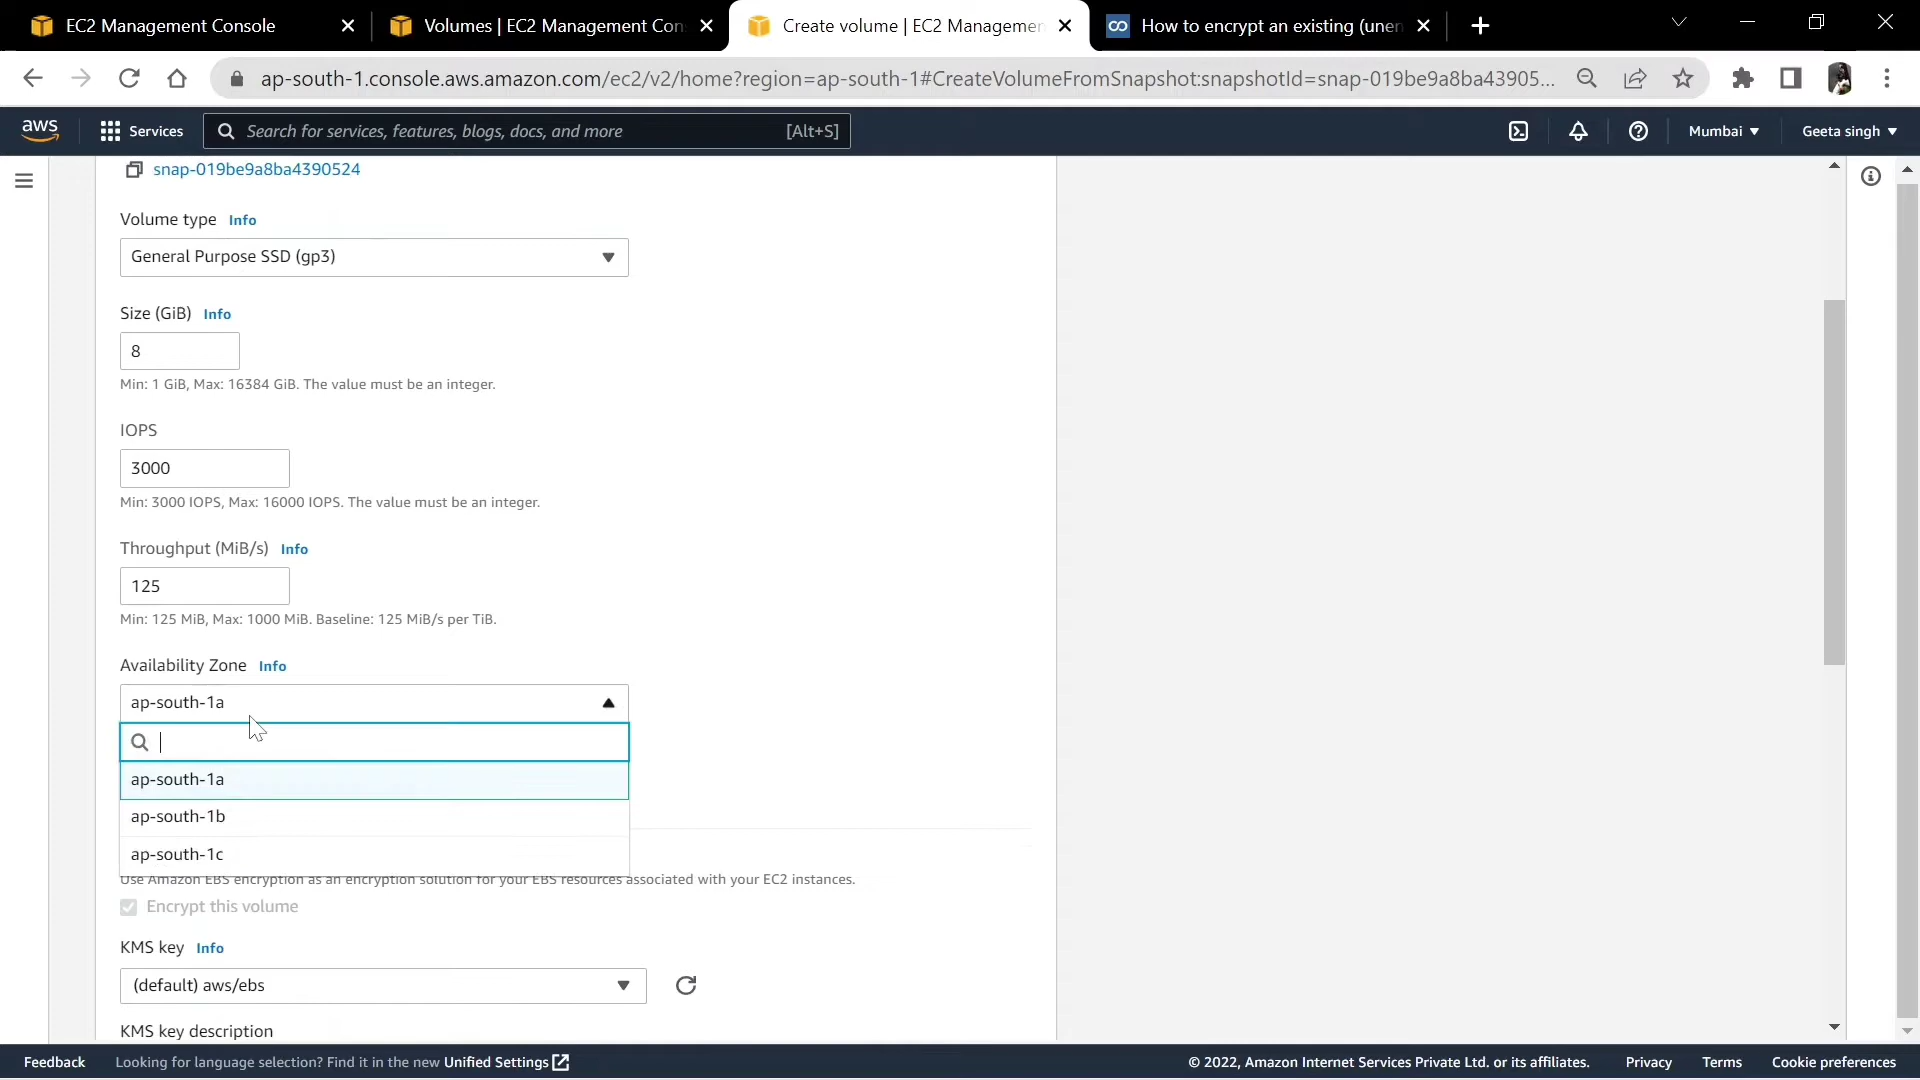 EC2 Management Console
Volumes | EC2 Management Con
Create volume | EC2 Managemen
How to encrypt an existing (unen
ap-south-1.console.aws.amazon.com/ec2/v2/home?region=ap-south-1#CreateVolumeFromSnapshot:snapshotId=snap-019be9a8ba43905...
aws
Services
Search for services, features, blogs, docs, and more
[Alt+S]
Mumbai
Geeta singh
snap-019be9a8ba4390524
Volume type Info
General Purpose SSD (gp3)
Size (GiB) Info
8
Min: 1 GiB, Max: 16384 GiB. The value must be an integer.
IOPS
3000
Min: 3000 IOPS, Max: 16000 IOPS. The value must be an integer.
Throughput (MiB/s) Info
125
Min: 125 MiB, Max: 1000 MiB. Baseline: 125 MiB/s per TiB.
Availability Zone Info
ap-south-1a
ap-south-1a
ap-south-1b
ap-south-1c
Use Amazon EBS encryption as an encryption solution for your EBS resources associated with your EC2 instances.
Encrypt this volume
KMS key Info
(default) aws/ebs
KMS key description
Feedback
Looking for language selection? Find it in the new Unified Settings
© 2022, Amazon Internet Services Private Ltd. or its affiliates.
Privacy
Terms
Cookie preferences